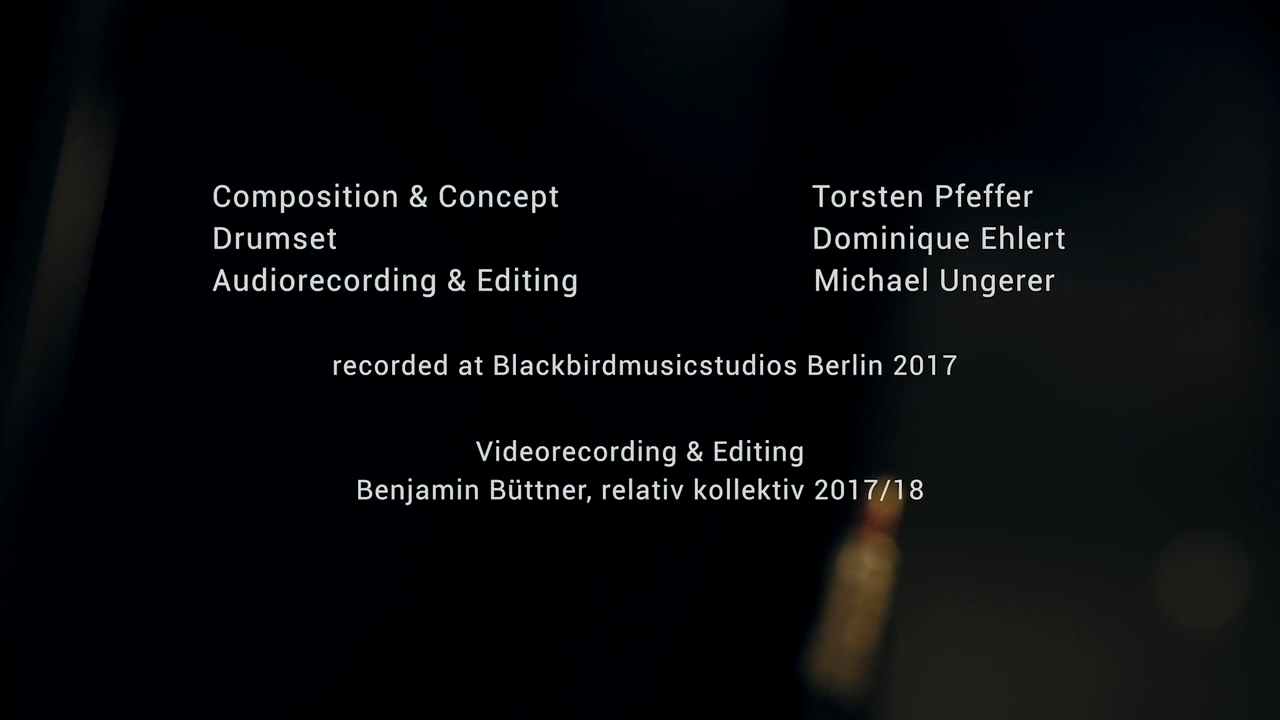 Composition & Concept Torsten Pfeffer
Drumset Dominique Ehlert
Audiorecording & Editing Michael Ungerer
recorded at Blackbirdmusicstudios Berlin 2017
Videorecording & Editing
Benjamin Büttner, relativ kollektiv 2017/18